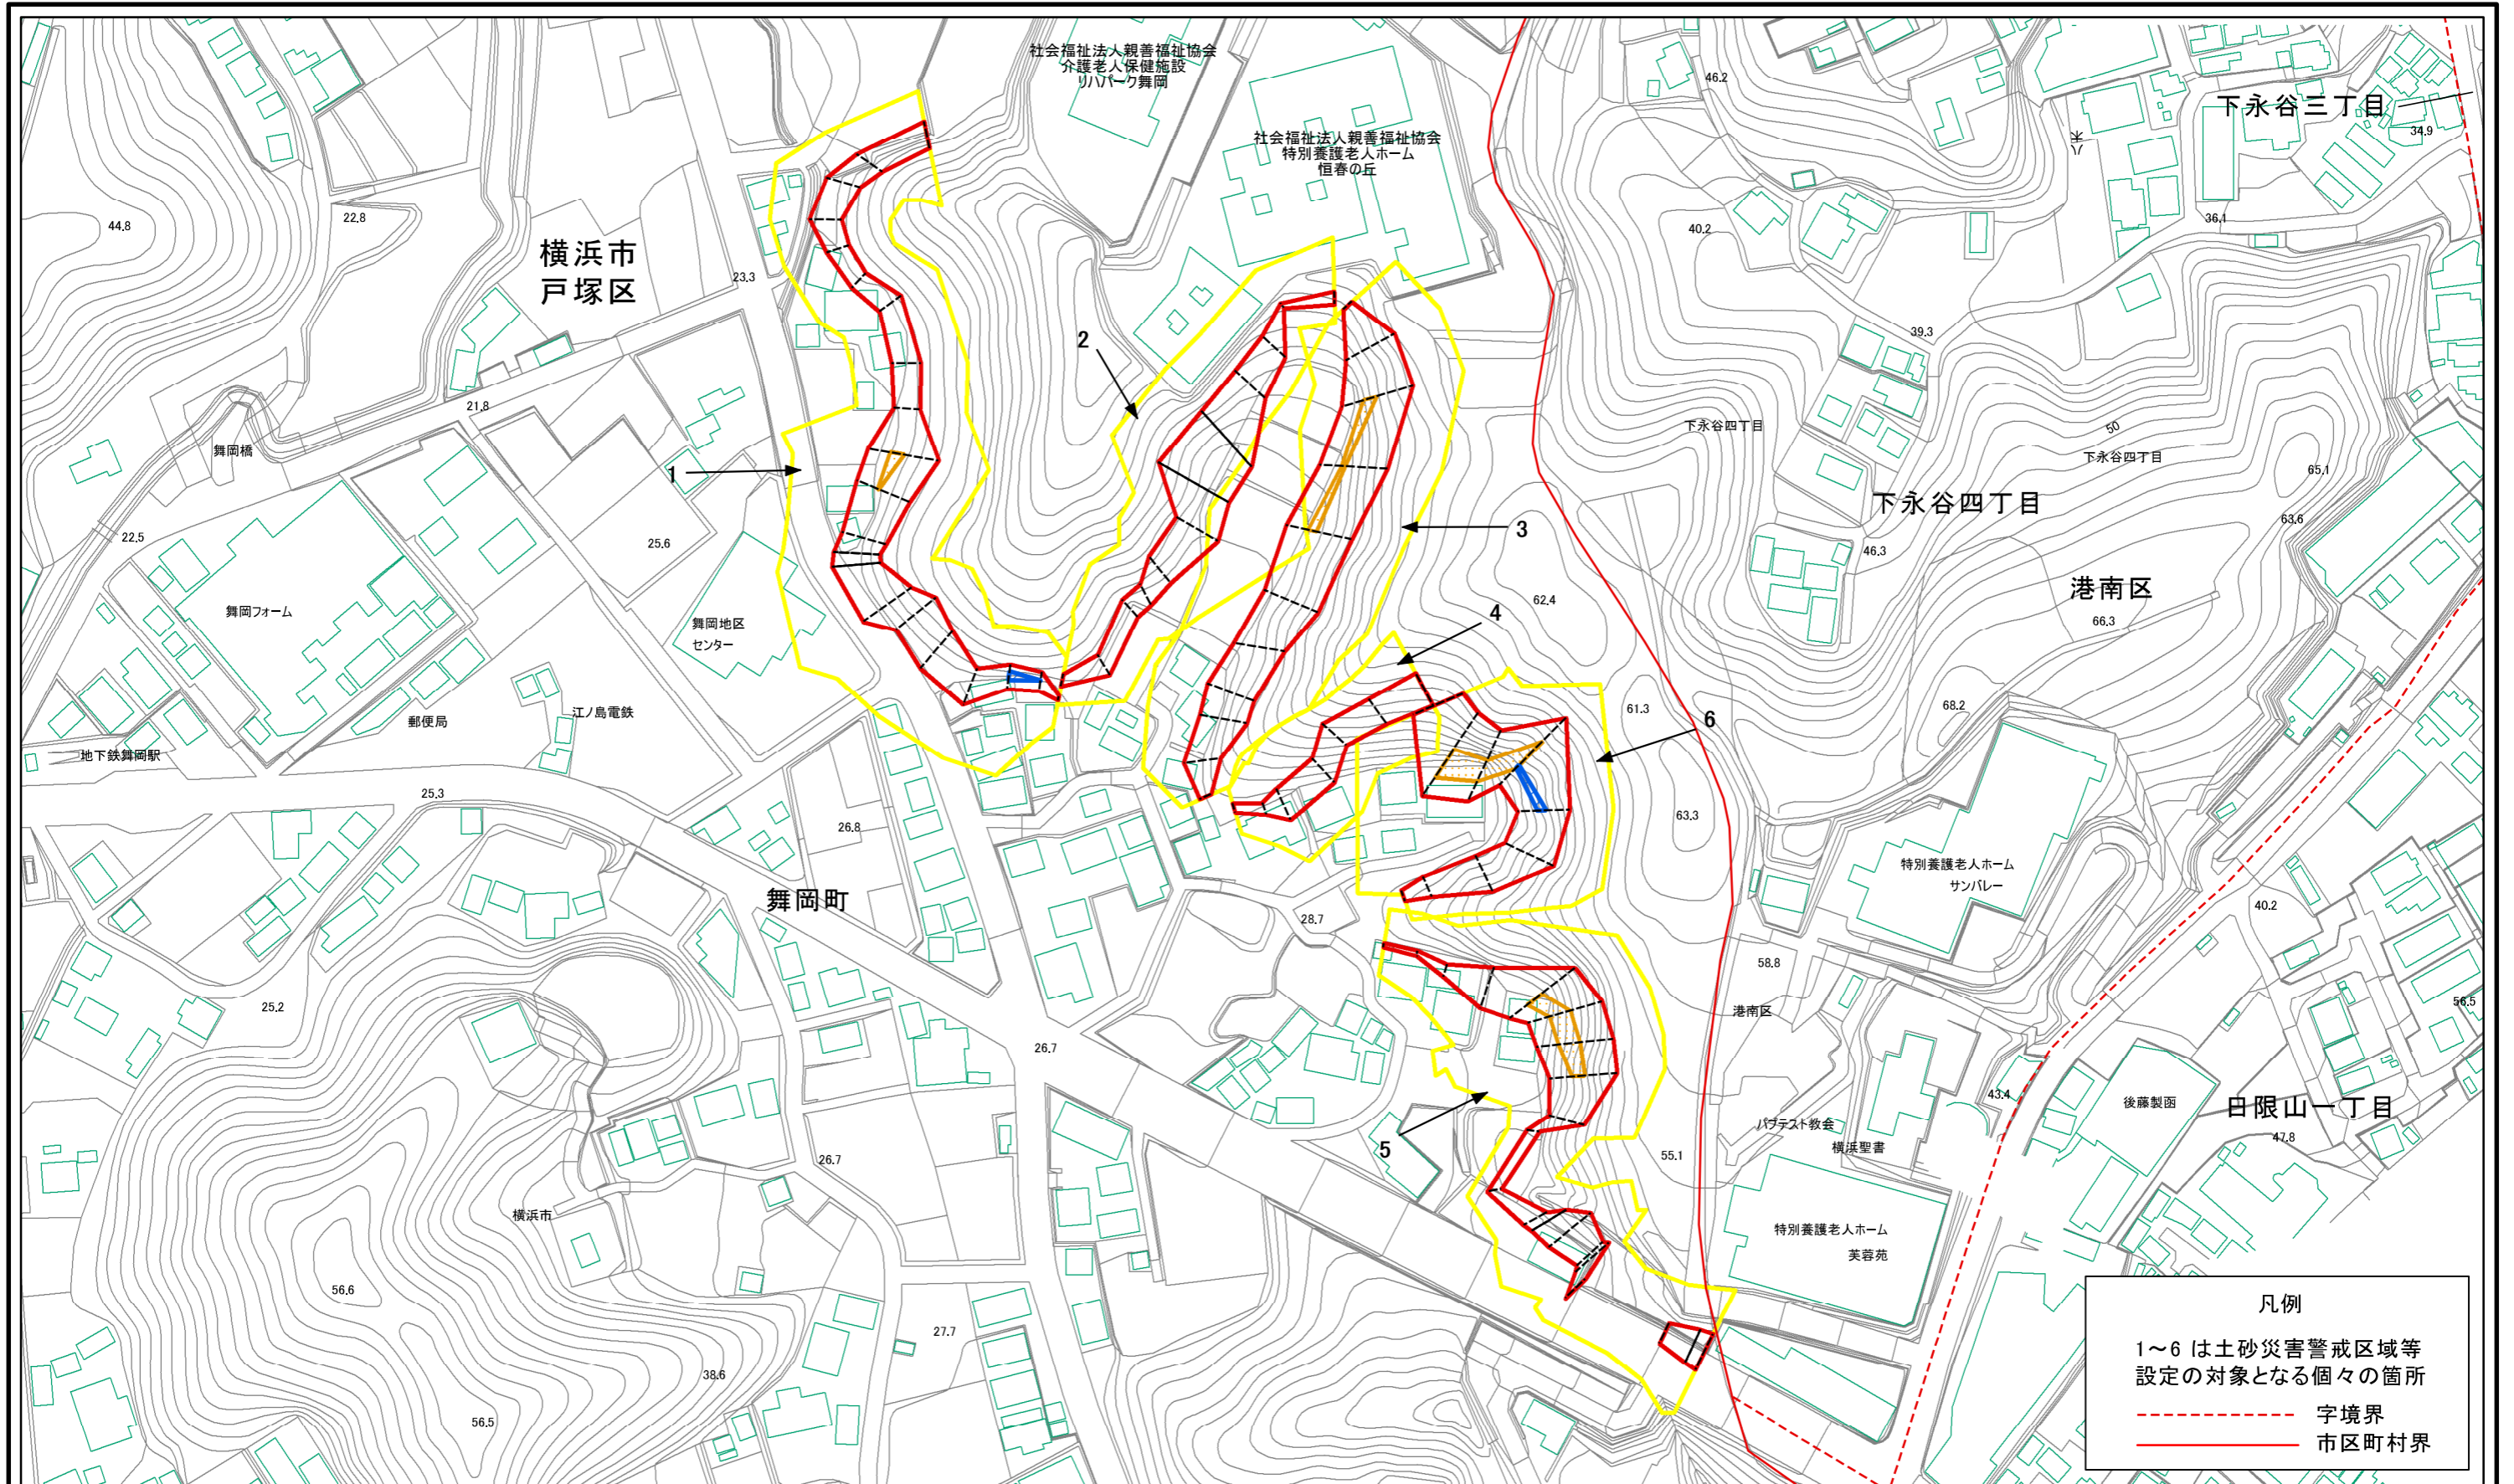 社会福祉法人親善福祉協会
介護老人保健施設
リハパーク舞岡
社会福祉法人親善福祉協会
特別養護老人ホーム
恒春の丘
46.2
下永谷三丁目
34.9
44.8
22.8
横浜市
戸塚区
23.3
40.2
36.1
2
39.3
21.8
舞岡橋
下永谷四丁目
50
下永谷四丁目
65.1
1
下永谷四丁目
63.6
22.5
25.6
3
46.3
舞岡フォーム
舞岡地区
センター
62.4
4
港南区
66.3
郵便局
江ノ島電鉄
地下鉄舞岡駅
61.3
6
68.2
25.3
26.8
63.3
特別養護老人ホーム
サンバレー
舞岡町
28.7
40.2
58.8
25.2
港南区
56.5
26.7
43.4
後藤製函
日限山一丁目
47.8
バプテスト教会
横浜聖書
5
55.1
26.7
横浜市
特別養護老人ホーム
芙蓉苑
56.6
27.7
38.6
56.5
凡例
1～6 は土砂災害警戒区域等
設定の対象となる個々の箇所
字境界
市区町村界